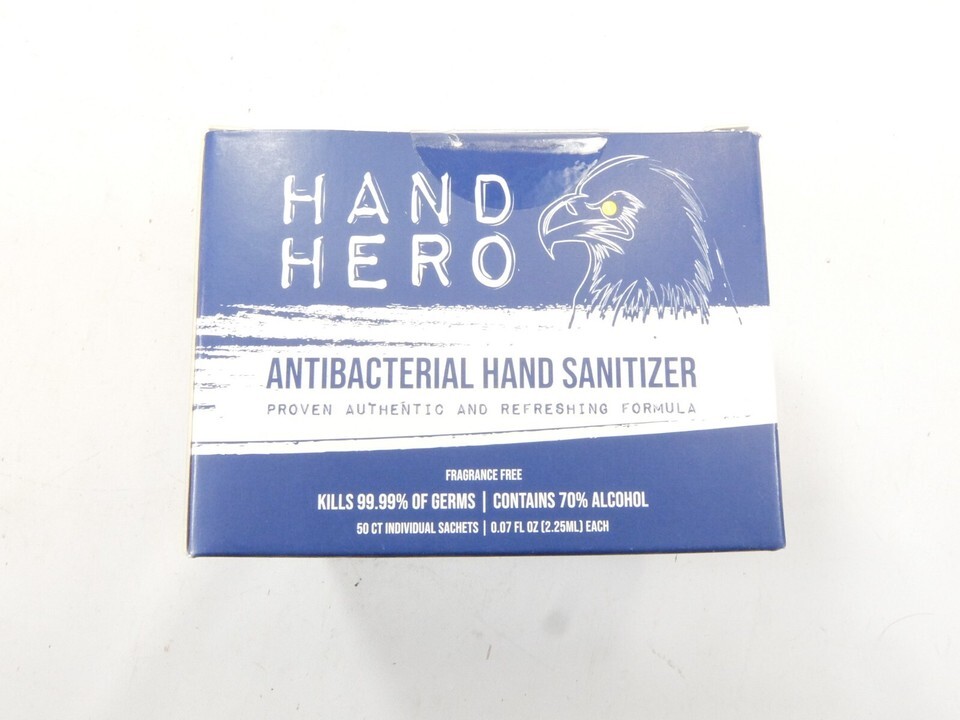 HAND
HERO
ANTIBACTERIAL HAND SANITIZER
PROVEN AUTHENTIC AND REFRESHING FORMULA
FRAGRANCE FREE
KILLS 99.99% OF GERMS | CONTAINS 70% ALCOHOL
50 CT INDIVIDUAL SACHETS | 0.07 FL OZ (2.25ML) EACH